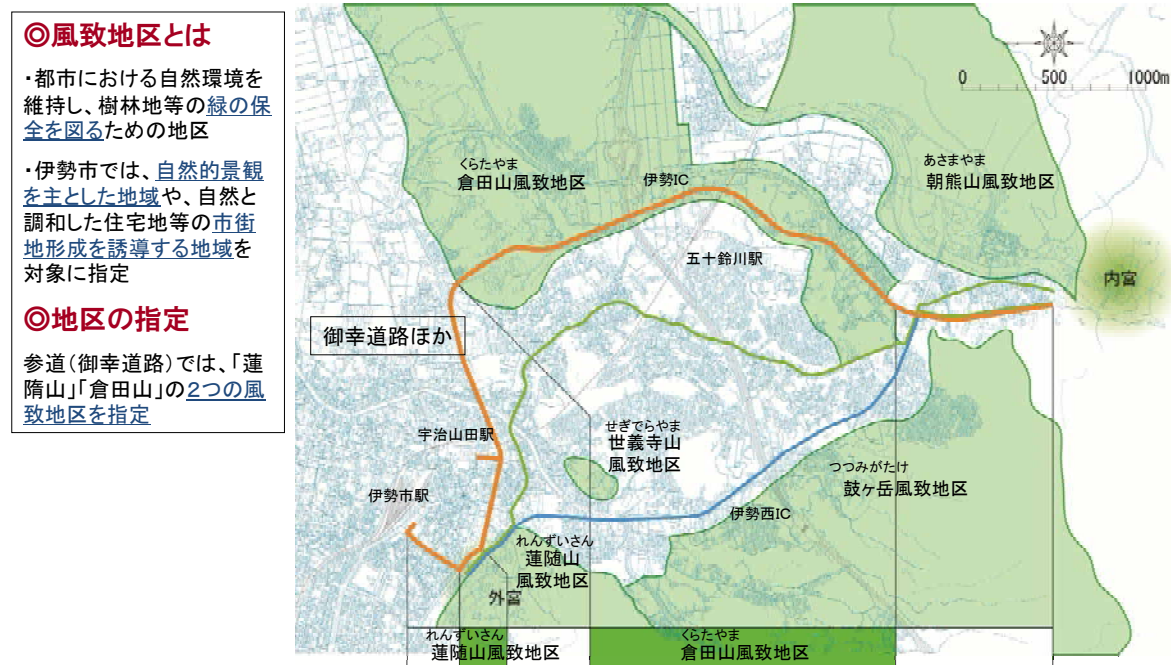 ◎風致地区とは
・都市における自然環境を
維持し、樹林地等の緑の保
全を図るための地区
・伊勢市では、自然的景観
を主とした地域や、自然と
調和した住宅地等の市街
地形成を誘導する地域を
対象に指定
◎地区の指定
参道(御幸道路)では、「蓮
隋山」「倉田山」の2つの風
致地区を指定
0 500 1000m
くらたやま
倉田山風致地区
伊勢IC
あさまやま
朝熊山風致地区
五十鈴川駅
内宮
御幸道路ほか
宇治山田駅
せぎでらやま
世義寺山
風致地区
つつみがたけ
鼓ヶ岳風致地区
伊勢市駅
伊勢西IC
れんずいさん
蓮随山
風致地区
外宮
れんずいさん
蓮随山風致地区
くらたやま
倉田山風致地区